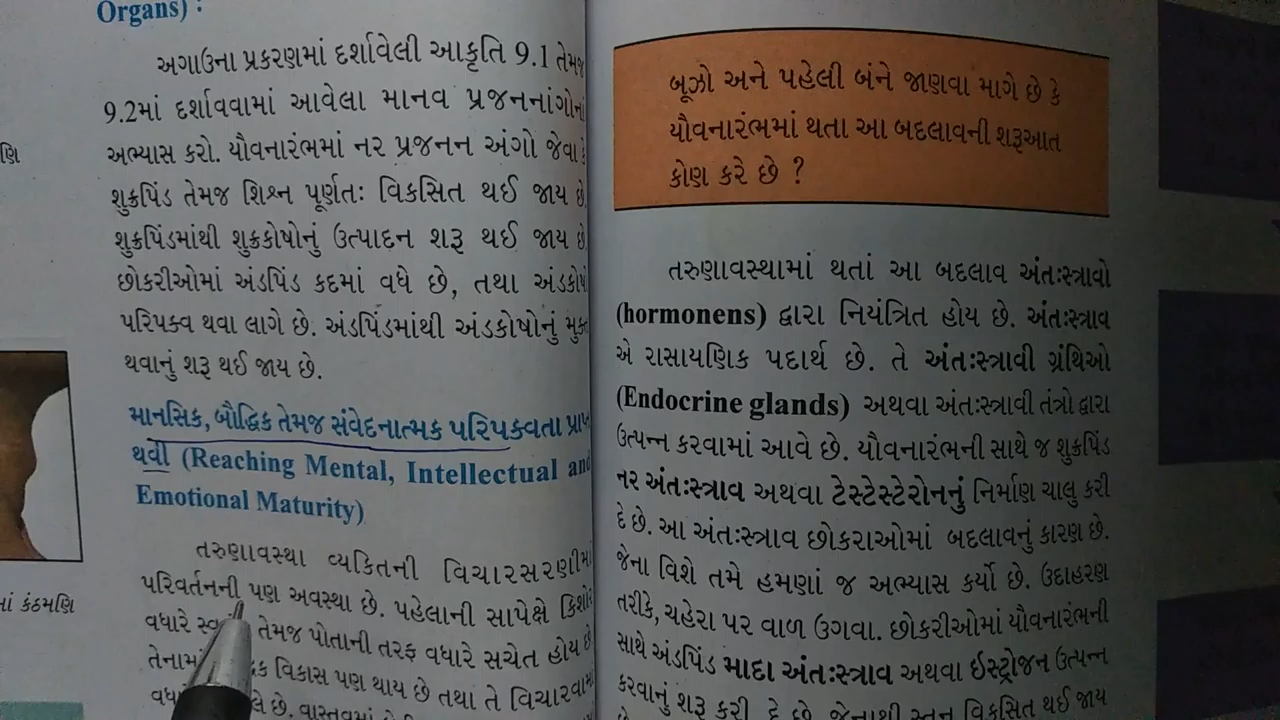 Organs) :
અગાઉના પ્રકરણમાં દર્શાવેલી આકૃતિ 9.1 તેમજ
9.2માં દર્શાવવામાં આવેલા માનવ પ્રજનનાંગોનાં
અભ્યાસ કરો. યૌવનારંભમાં નર પ્રજનન અંગો જેવા કે
શુક્રપિંડ તેમજ શિશ્ન પૂર્ણતઃ વિકસિત થઈ જાય છે
શુક્રપિંડમાંથી શુક્રકોષોનું ઉત્પાદન શરૂ થઈ જાય છે
છોકરીઓમાં અંડપિંડ કદમાં વધે છે, તથા અંડકોષ
પરિપક્વ થવા લાગે છે. અંડપિંડમાંથી અંડકોષોનું મુક્ત
થવાનું શરૂ થઈ જાય છે.
માનસિક, બૌદ્ધિક તેમજ સંવેદનાત્મક પરિપક્વતા પ્રાપ્ત
થવી (Reaching Mental, Intellectual and
Emotional Maturity)
તરુણાવસ્થા વ્યકિતની વિચારસરણીમાં
પરિવર્તનની પણ અવસ્થા છે. પહેલાની સાપેક્ષે કિશોર
વધારે તેમજ પોતાની તરફ વધારે સચેત હોય છે
તેનામાં વિકાસ પણ થાય છે તથા તે વિચારવામાં
છે. વાસ્તવમાં
ણિ
માં કંઠમણિ
બૂઝો અને પહેલી બંને જાણવા માગે છે કે
યૌવનારંભમાં થતા આ બદલાવની શરૂઆત
કોણ કરે છે ?
તરુણાવસ્થામાં થતાં આ બદલાવ અંતઃસ્ત્રાવો
(hormonens) દ્વારા નિયંત્રિત હોય છે. અંતઃસ્ત્રાવ
એ રાસાયણિક પદાર્થ છે. તે અંતઃસ્ત્રાવી ગ્રંથિઓ
(Endocrine glands) અથવા અંતઃસ્ત્રાવી તંત્રો દ્વારા
ઉત્પન્ન કરવામાં આવે છે. યૌવનારંભની સાથે જ શુક્રપિંડ
નર અંતઃસ્ત્રાવ અથવા ટેસ્ટેસ્ટેરોનનું નિર્માણ ચાલુ કરી
દે છે. આ અંતઃસ્ત્રાવ છોકરાઓમાં બદલાવનું કારણ છે.
જેના વિશે તમે હમણાં જ અભ્યાસ કર્યો છે. ઉદાહરણ
તરીકે, ચહેરા પર વાળ ઉગવા. છોકરીઓમાં યૌવનારંભની
સાથે અંડપિંડ માદા અંતઃસ્ત્રાવ અથવા ઇસ્ટ્રોજન ઉત્પન્ન
કરવાનું શરૂ કરી દે છે. જેનાથી સ્તન વિકસિત થઈ જાય